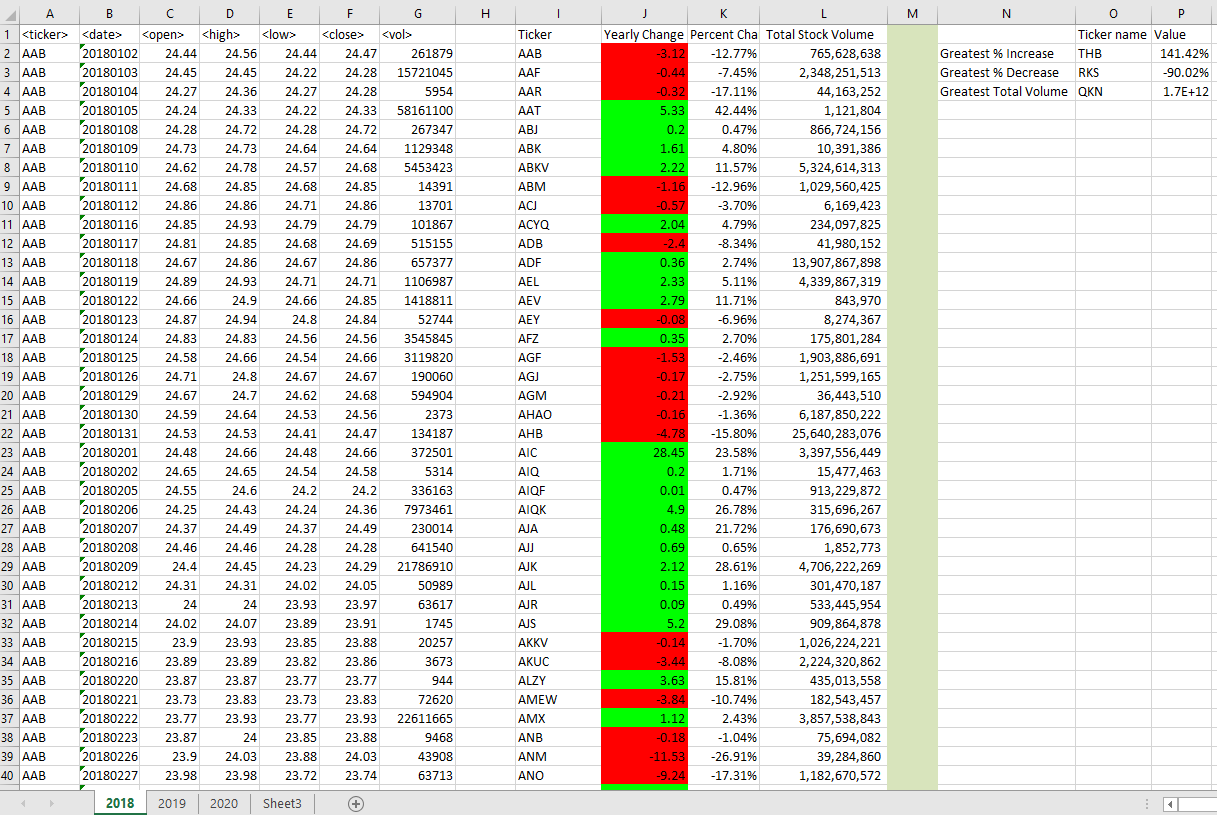 A B C D E F G H I J K L M N O P
1 <ticker> <date> <open> <high> <low> <close> <vol> Ticker Yearly Change Percent Cha Total Stock Volume Ticker name Value
2 AAB 20180102 24.44 24.56 24.44 24.47 261879 AAB -3.12 -12.77% 765,628,638 Greatest % Increase THB 141.42%
3 AAB 20180103 24.45 24.45 24.22 24.28 15721045 AAF -0.44 -7.45% 2,348,251,513 Greatest % Decrease RKS -90.02%
4 AAB 20180104 24.27 24.36 24.27 24.28 5954 AAR -0.32 -17.11% 44,163,252 Greatest Total Volume QKN 1.7E+12
5 AAB 20180105 24.24 24.33 24.22 24.33 58161100 AAT 5.33 42.44% 1,121,804
6 AAB 20180108 24.28 24.72 24.28 24.72 267347 ABJ 0.2 0.47% 866,724,156
7 AAB 20180109 24.73 24.73 24.64 24.64 1129348 ABK 1.61 4.80% 10,391,386
8 AAB 20180110 24.62 24.78 24.57 24.68 5453423 ABKV 2.22 11.57% 5,324,614,313
9 AAB 20180111 24.68 24.85 24.68 24.85 14391 ABM -1.16 -12.96% 1,029,560,425
10 AAB 20180112 24.86 24.86 24.71 24.86 13701 ACJ -0.57 -3.70% 6,169,423
11 AAB 20180116 24.85 24.93 24.79 24.79 101867 ACYQ 2.04 4.79% 234,097,825
12 AAB 20180117 24.81 24.85 24.68 24.69 515155 ADB -2.4 -8.34% 41,980,152
13 AAB 20180118 24.67 24.86 24.67 24.86 657377 ADF 0.36 2.74% 13,907,867,898
14 AAB 20180119 24.89 24.93 24.71 24.71 1106987 AEL 2.33 5.11% 4,339,867,319
15 AAB 20180122 24.66 24.9 24.66 24.85 1418811 AEV 2.79 11.71% 843,970
16 AAB 20180123 24.87 24.94 24.8 24.84 52744 AEY -0.08 -6.96% 8,274,367
17 AAB 20180124 24.83 24.83 24.56 24.56 3545845 AFZ 0.35 2.70% 175,801,284
18 AAB 20180125 24.58 24.66 24.54 24.66 3119820 AGF -1.53 -2.46% 1,903,886,691
19 AAB 20180126 24.71 24.8 24.67 24.67 190060 AGJ -0.17 -2.75% 1,251,599,165
20 AAB 20180129 24.67 24.7 24.62 24.68 594904 AGM -0.21 -2.92% 36,443,510
21 AAB 20180130 24.59 24.64 24.53 24.56 2373 AHAO -0.16 -1.36% 6,187,850,222
22 AAB 20180131 24.53 24.53 24.41 24.47 134187 AHB -4.78 -15.80% 25,640,283,076
23 AAB 20180201 24.48 24.66 24.48 24.66 372501 AIC 28.45 23.58% 3,397,556,449
24 AAB 20180202 24.65 24.65 24.54 24.58 5314 AIQ 0.2 1.71% 15,477,463
25 AAB 20180205 24.55 24.6 24.2 24.2 336163 AIQF 0.01 0.47% 913,229,872
26 AAB 20180206 24.25 24.43 24.24 24.36 7973461 AIQK 4.9 26.78% 315,696,267
27 AAB 20180207 24.37 24.49 24.37 24.49 230014 AJA 0.48 21.72% 176,690,673
28 AAB 20180208 24.46 24.46 24.28 24.28 641540 AJJ 0.69 0.65% 1,852,773
29 AAB 20180209 24.4 24.45 24.23 24.29 21786910 AJK 2.12 28.61% 4,706,222,269
30 AAB 20180212 24.31 24.31 24.02 24.05 50989 AJL 0.15 1.16% 301,470,187
31 AAB 20180213 24 24 23.93 23.97 63617 AJR 0.09 0.49% 533,445,954
32 AAB 20180214 24.02 24.07 23.89 23.91 1745 AJS 5.2 29.08% 909,864,878
33 AAB 20180215 23.9 23.93 23.85 23.88 20257 AKKV -0.14 -1.70% 1,026,224,221
34 AAB 20180216 23.89 23.89 23.82 23.86 3673 AKUC -3.44 -8.08% 2,224,320,862
35 AAB 20180220 23.87 23.87 23.77 23.77 944 ALZY 3.63 15.81% 435,013,558
36 AAB 20180221 23.73 23.83 23.73 23.83 72620 AMEW -3.84 -10.74% 182,543,457
37 AAB 20180222 23.77 23.93 23.77 23.93 22611665 AMX 1.12 2.43% 3,857,538,843
38 AAB 20180223 23.87 24 23.85 23.88 9468 ANB -0.18 -1.04% 75,694,082
39 AAB 20180226 23.9 24.03 23.88 24.03 43908 ANM -11.53 -26.91% 39,284,860
40 AAB 20180227 23.98 23.98 23.72 23.74 63713 ANO -9.24 -17.31% 1,182,670,572
2018 2019 2020 Sheet3